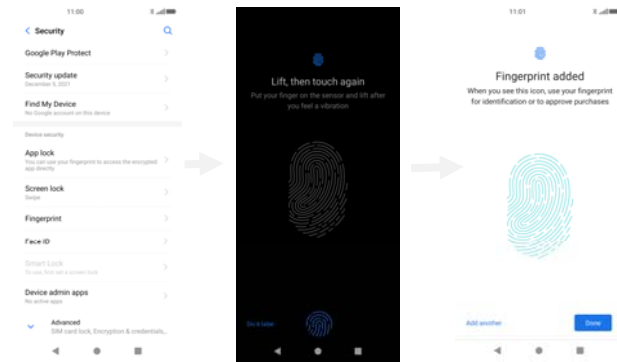 11:00
Security
Google Play Protect
Security update
December 5, 2021
Find My Device
No Google account on this device
Device security
App lock
You can use your fingerprint to access the encrypted
app directly
Screen lock
Swipe
Fingerprint
Face ID
Smart Lock
To use, first set a screen lock
Device admin apps
No active apps
Advanced
SIM card lock, Encryption & credentials,..
Lift, then touch again
Put your finger on the sensor and lift after
you feel a vibration
Do it later
11:01
Fingerprint added
When you see this icon, use your fingerprint
for identification or to approve purchases
Add another
Done